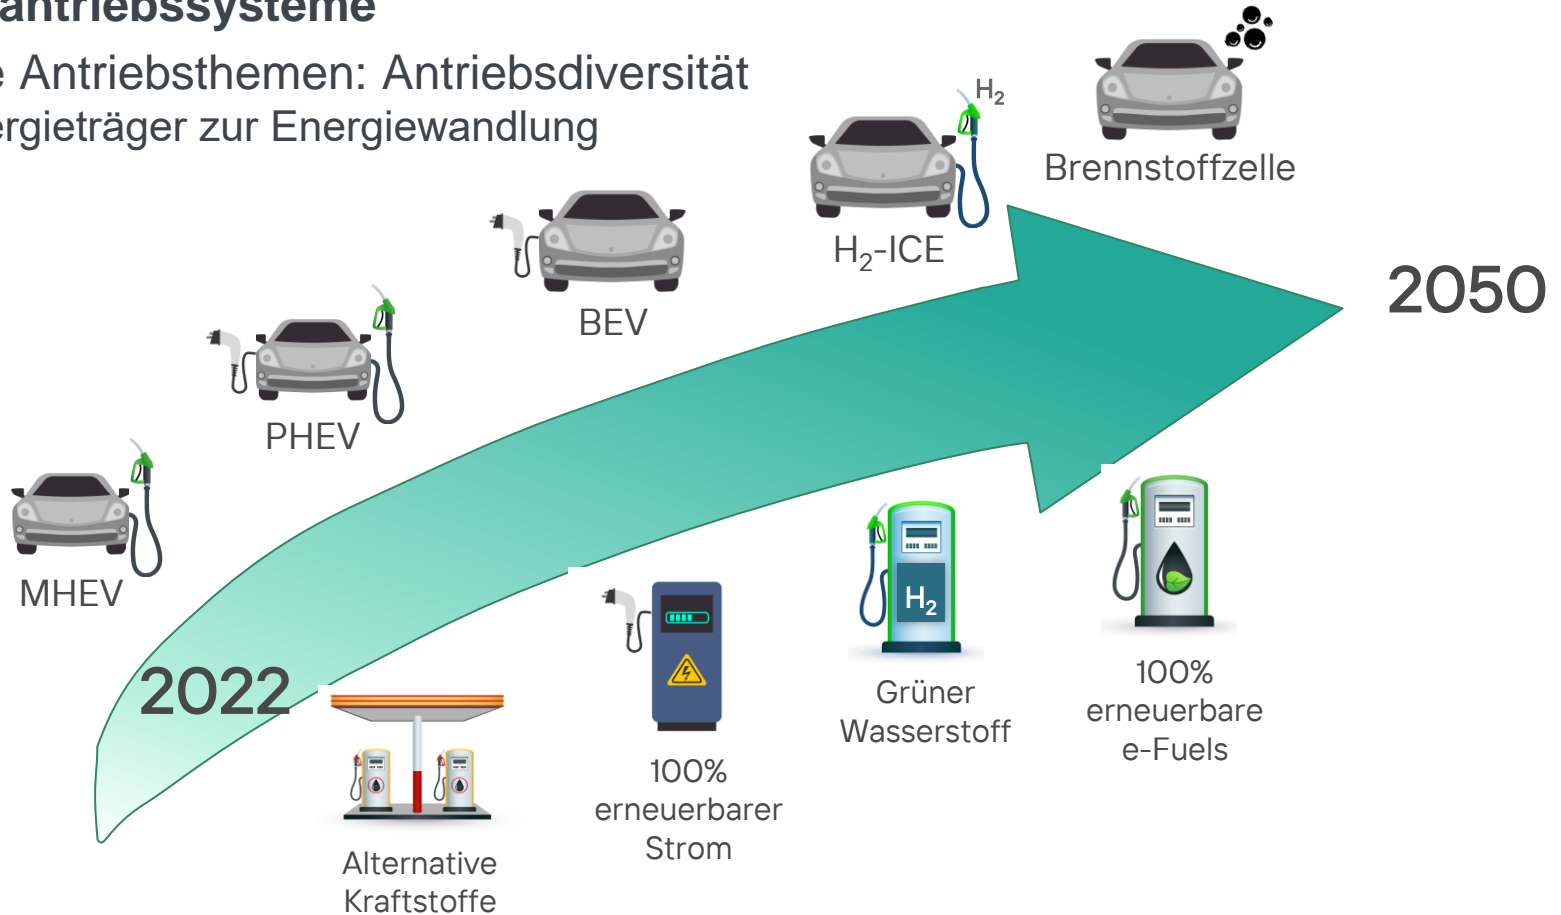 antriebssysteme
Antriebsthemen: Antriebsdiversität
zur Energiewandlung
H₂
Brennstoffzelle
H₂-ICE
2050
BEV
PHEV
MHEV
2022
H₂
Alternative
Kraftstoffe
100%
erneuerbarer
Strom
Grüner
Wasserstoff
100%
erneuerbare
e-Fuels